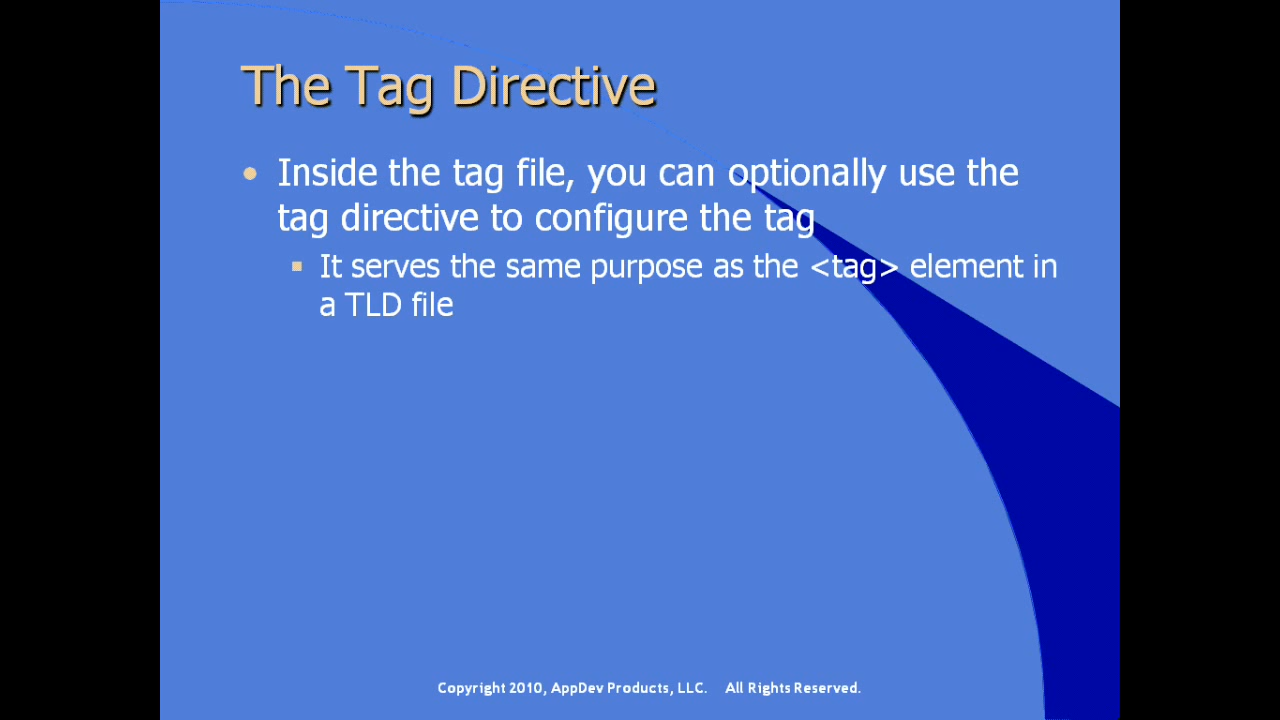 The Tag Directive
Inside the tag file, you can optionally use the
tag directive to configure the tag
It serves the same purpose as the <tag> element in
a TLD file
Copyright 2010, AppDev Products, LLC. All Rights Reserved.